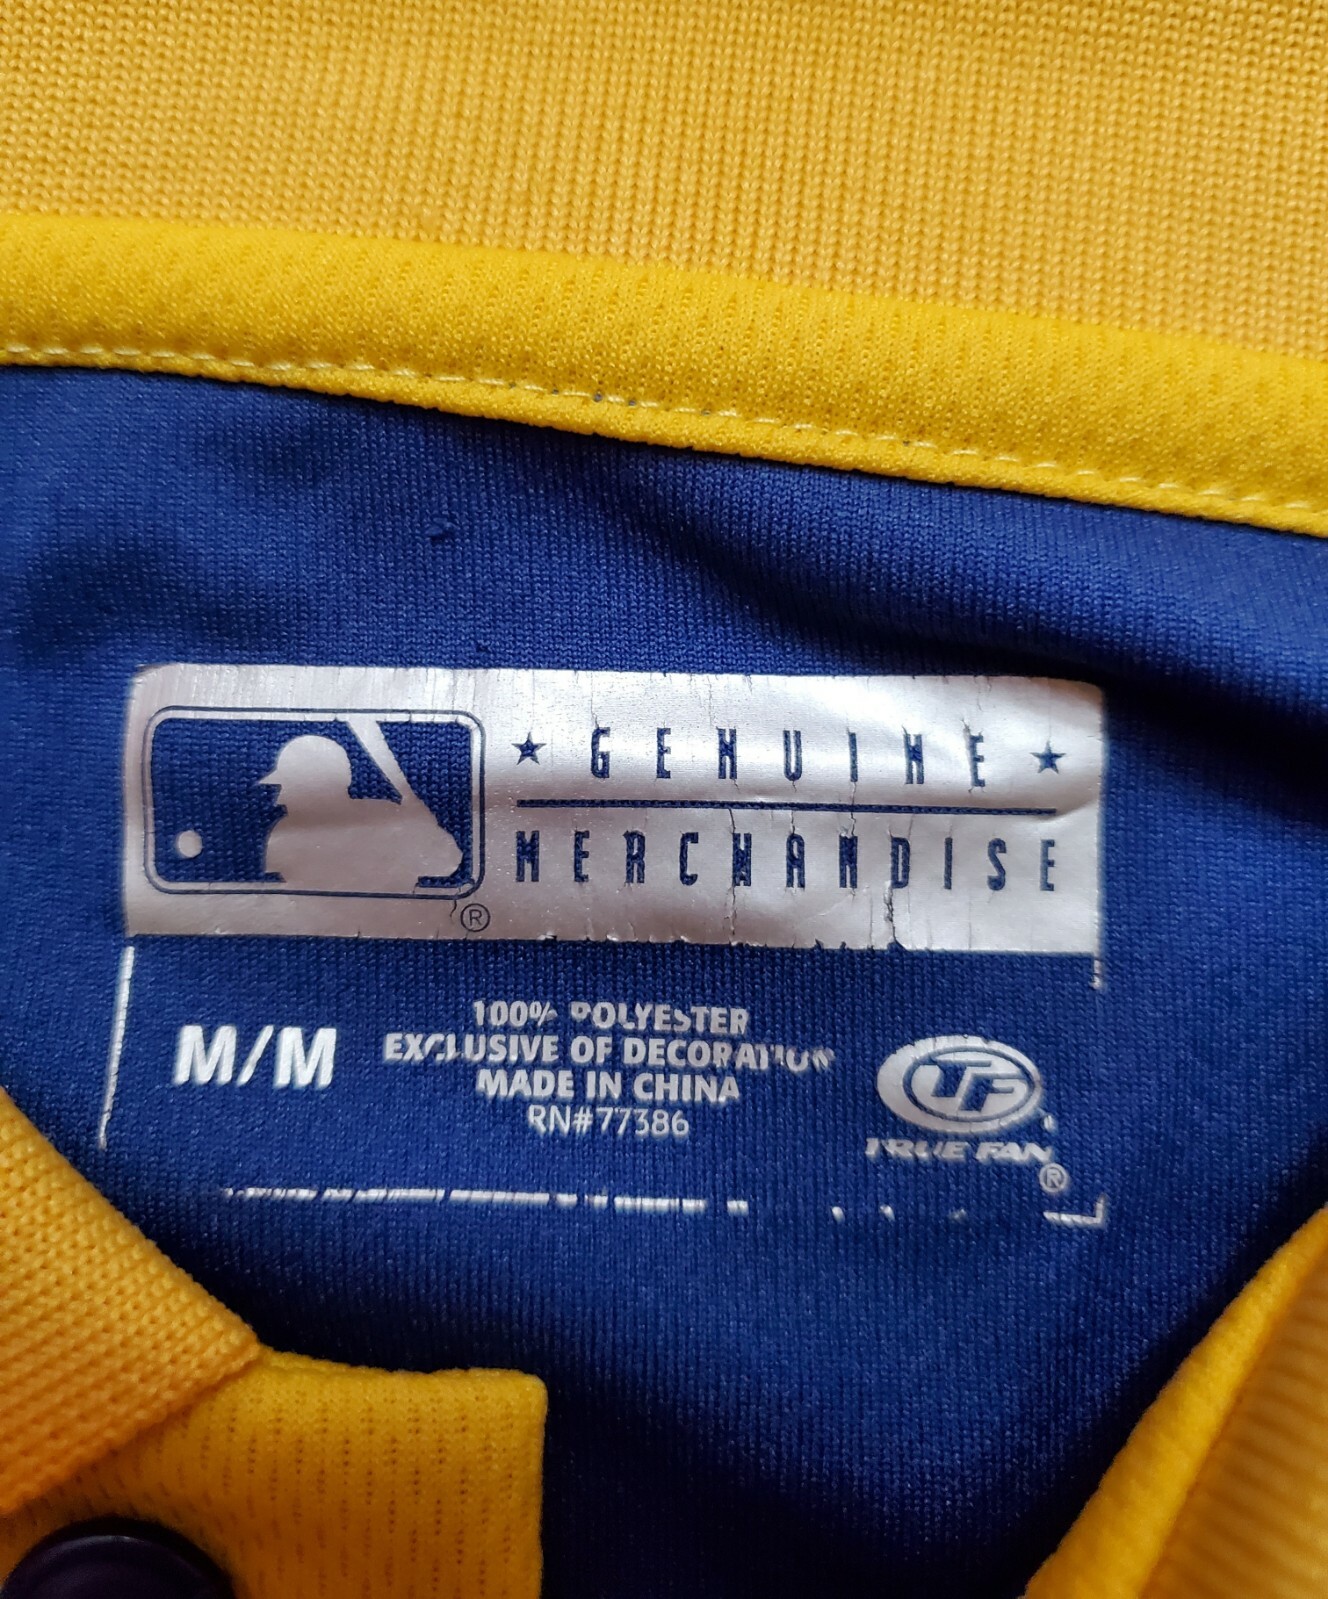 ★ GENUINE ★
MERCHANDISE
®
M/M
100% POLYESTER
EXCLUSIVE OF DECORATION
MADE IN CHINA
RN#77386
TF
TRUE FAN
®